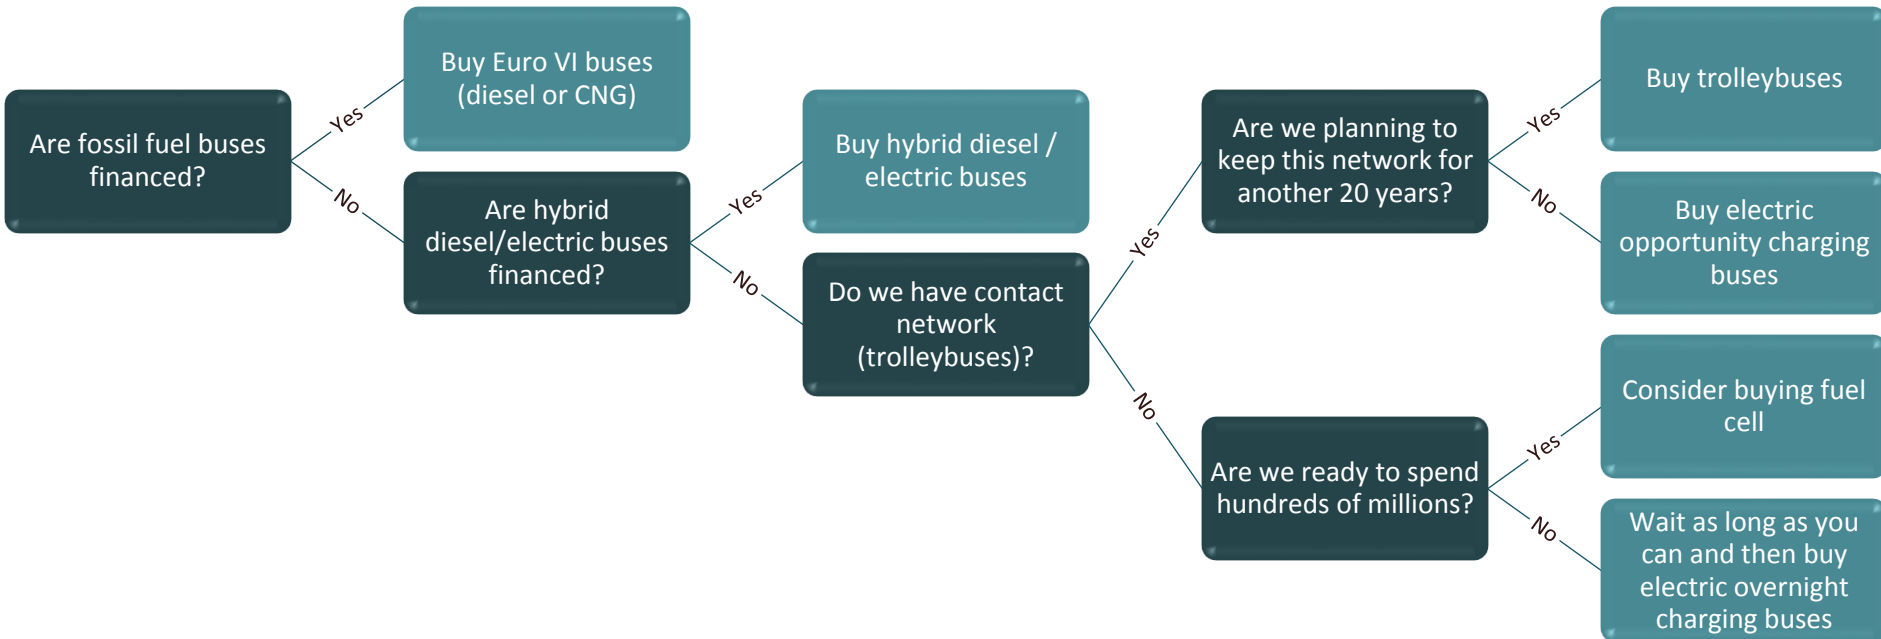 Are fossil fuel buses
financed?
Yes
No
Buy Euro VI buses
(diesel or CNG)
Are hybrid
diesel/electric buses
financed?
Yes
No
Buy hybrid diesel /
electric buses
Do we have contact
network
(trolleybuses)?
Yes
No
Are we planning to
keep this network for
another 20 years?
Yes
No
Buy trolleybuses
Buy electric
opportunity charging
buses
Are we ready to spend
hundreds of millions?
Yes
No
Consider buying fuel
cell
Wait as long as you
can and then buy
electric overnight
charging buses